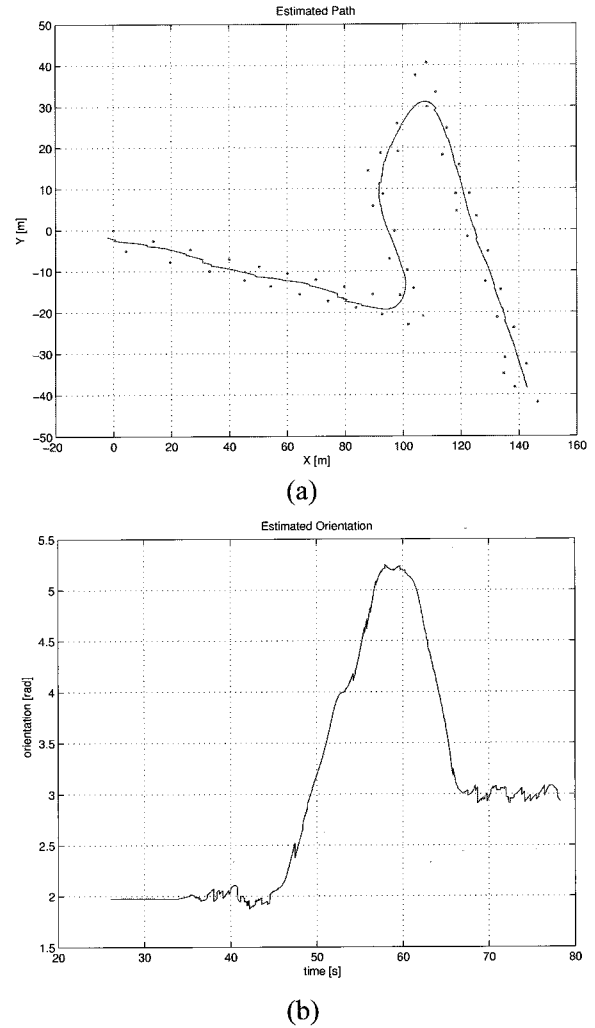 Estimated Path
50
40
30
20
10
0
−10
−20
−30
−40
−50
Y [m]
−20 0 20 40 60 80 100 120 140 160
X [m]
(a)
Estimated Orientation
5.5
5
4.5
4
3.5
3
2.5
2
1.5
orientation [rad]
20 30 40 50 60 70 80
time [s]
(b)